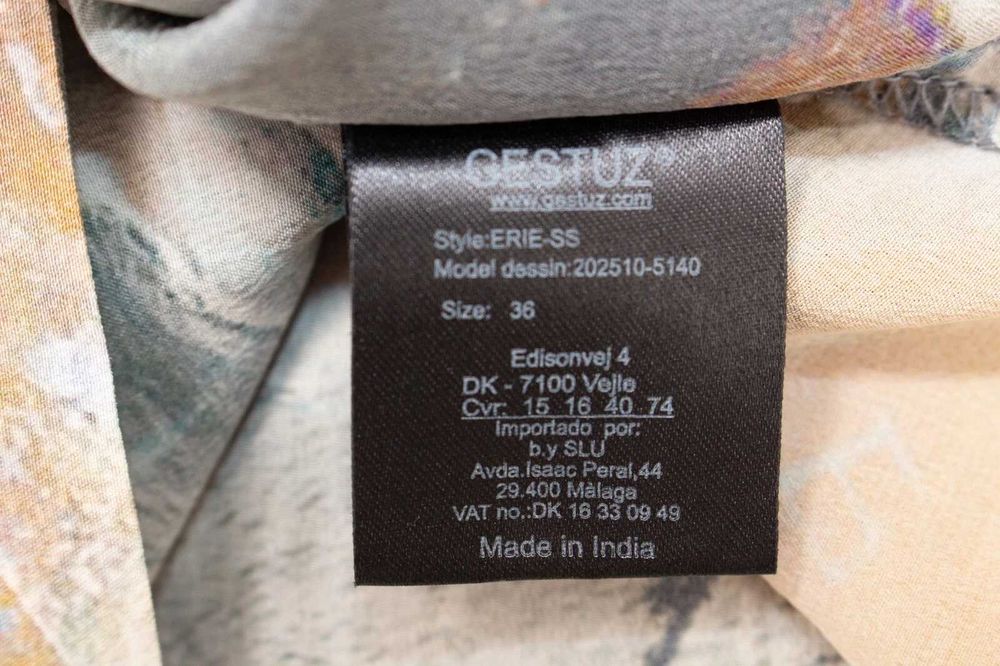 GESTUZ®
www.gestuz.com
Style:ERIE-SS
Model dessin:202510-5140
Size: 36
Edisonvej 4
DK - 7100 Vejle
Cvr: 15 16 40 74
Importado por:
b.y SLU
Avda.Isaac Peral,44
29.400 Màlaga
VAT no.:DK 16 33 09 49
Made in India